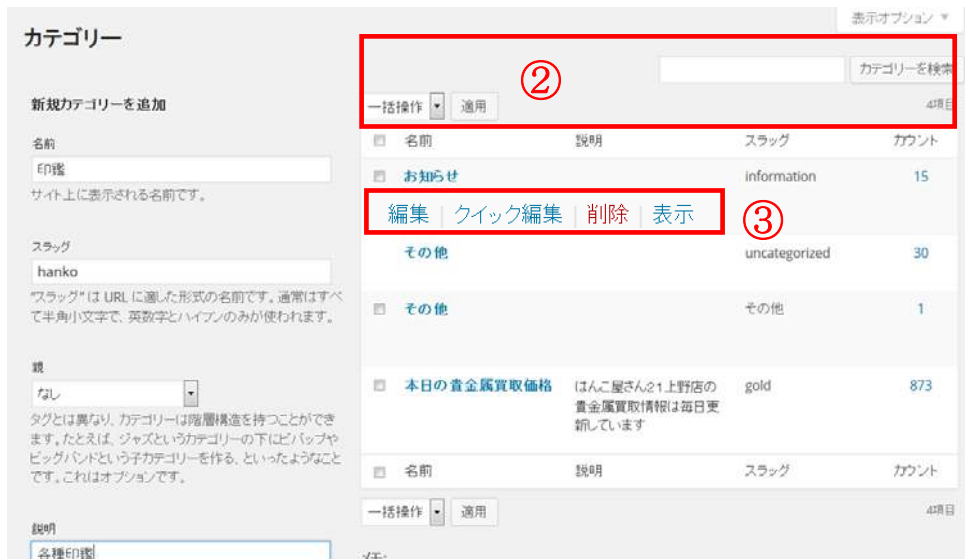 表示オプション ▼
カテゴリー
②
カテゴリーを検索
新規カテゴリーを追加
一括操作 適用 4項目
名前
印鑑
サイト上に表示される名前です。
スラッグ
hanko
"スラッグ" は URL に適した形式の名前です。通常はすべ
て半角小文字で、英数字とハイフンのみが使われます。
親
なし
タグとは異なり、カテゴリーは階層構造を持つことができ
ます。たとえば、ジャズというカテゴリーの下にビバップや
ビッグバンドという子カテゴリーを作る、といったようなこと
です。これはオプションです。
説明
各種印鑑
名前 説明 スラッグ カウント
お知らせ information 15
編集 | クイック編集 | 削除 | 表示 ③
その他 uncategorized 30
その他 その他 1
本日の貴金属買取価格 はんこ屋さん21上野店の gold 873
貴金属買取情報は毎日更
新しています
名前 説明 スラッグ カウント
一括操作 適用 4項目
メモ: